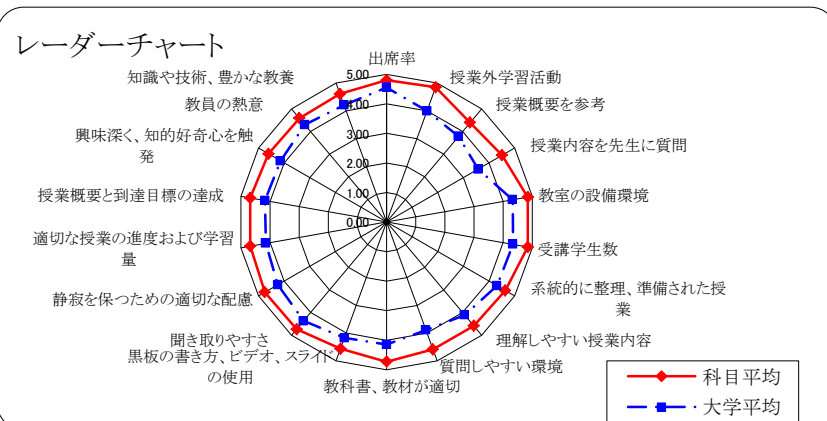 レーダーチャート
出席率
授業外学習活動
授業概要を参考
授業内容を先生に質問
教室の設備環境
受講学生数
系統的に整理、準備された授
業
理解しやすい授業内容
質問しやすい環境
教科書、教材が適切
黒板の書き方、ビデオ、スライド
の使用
聞き取りやすさ
静寂を保つための適切な配慮
適切な授業の進度および学習
量
授業概要と到達目標の達成
興味深く、知的好奇心を触
発
教員の熱意
知識や技術、豊かな教養
5.00
4.00
3.00
2.00
1.00
0.00
科目平均
大学平均